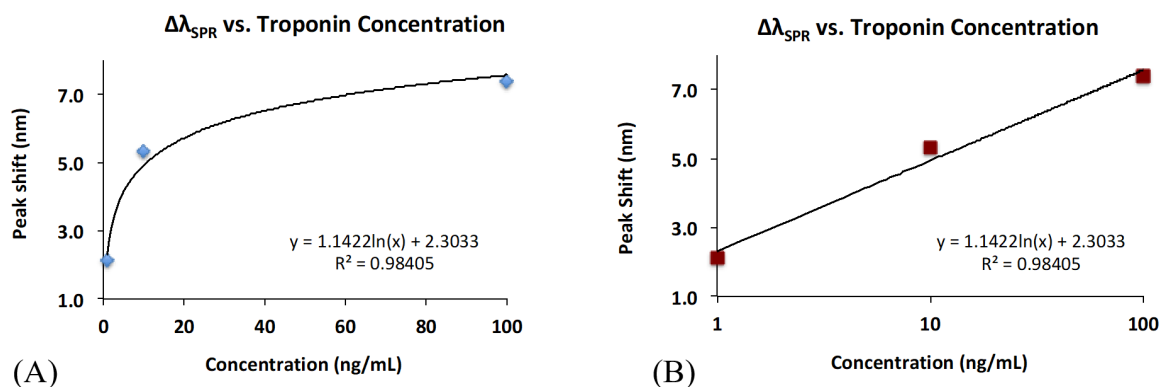 ΔλSPR vs. Troponin Concentration
Peak shift (nm)
7.0
5.0
3.0
1.0
y = 1.1422ln(x) + 2.3033
R² = 0.98405
0 20 40 60 80 100
Concentration (ng/mL)
(A)
ΔλSPR vs. Troponin Concentration
Peak Shift (nm)
7.0
5.0
3.0
1.0
y = 1.1422ln(x) + 2.3033
R² = 0.98405
1 10 100
Concentration (ng/mL)
(B)